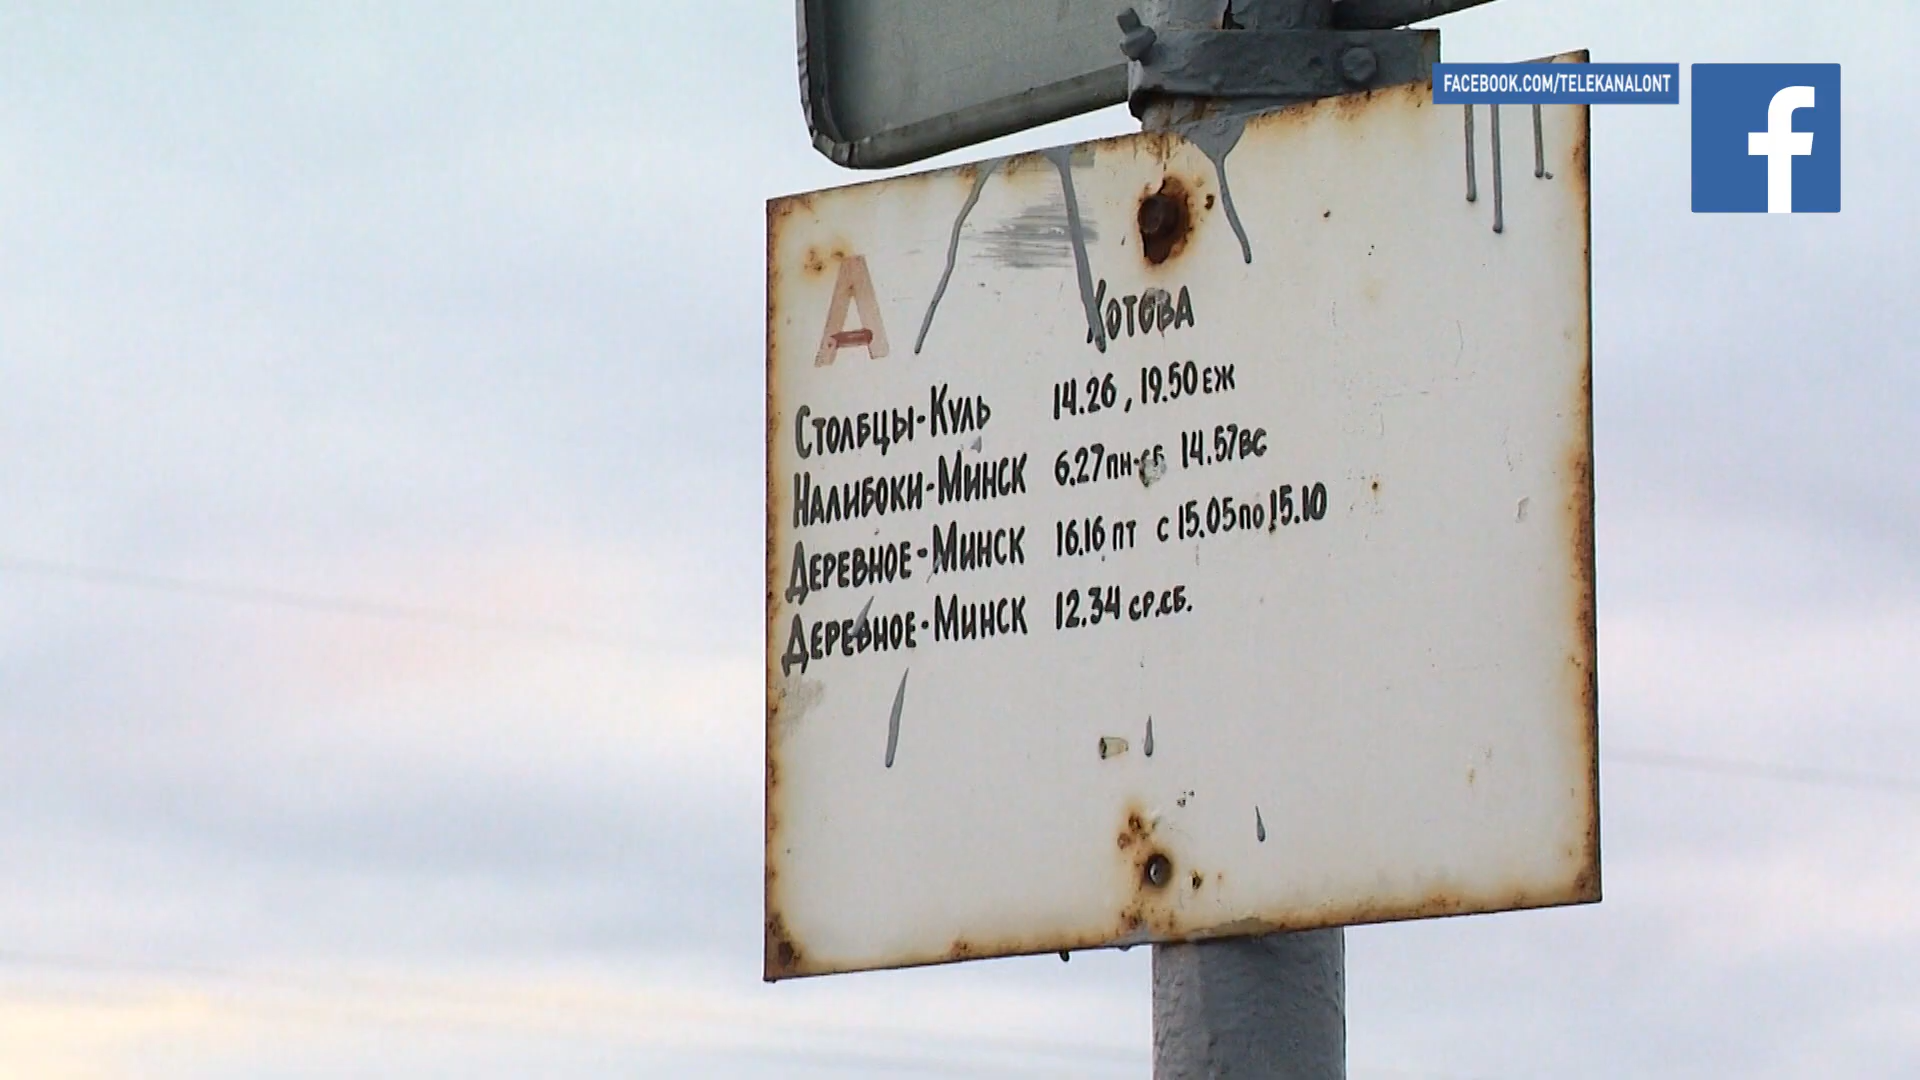 FACEBOOK.COM/TELEKANALONT
f
А
ХОТОВА
СТОЛБЦЫ-КУЛЬ 14.26, 19.50 ЕЖ
НАЛИБОКИ-МИНСК 6.27 ПН-СБ 14.57 ВС
ДЕРЕВНОЕ-МИНСК 16.16 ПТ С 15.05 ПО 15.10
ДЕРЕВНОЕ-МИНСК 12.34 СР.СБ.